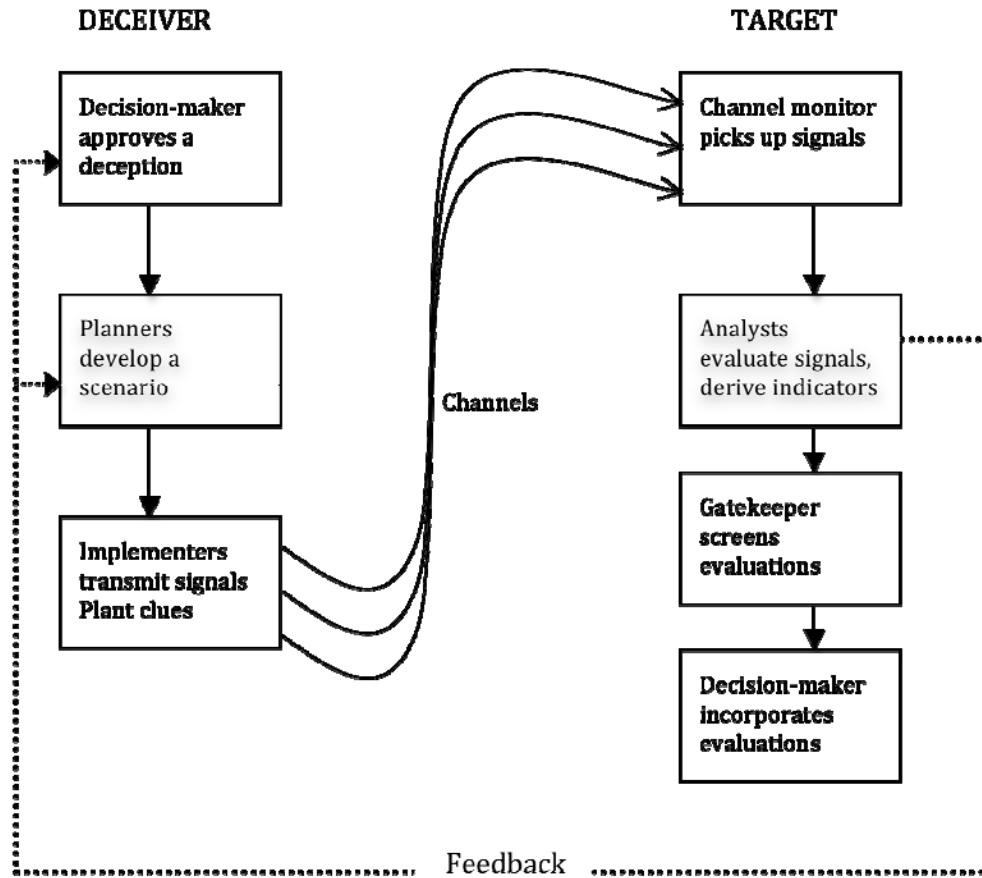 DECEIVER
Decision-maker
approves a
deception
Planners
develop a
scenario
Implementers
transmit signals
Plant clues
Channels
TARGET
Channel monitor
picks up signals
Analysts
evaluate signals,
derive indicators
Gatekeeper
screens
evaluations
Decision-maker
incorporates
evaluations
Feedback